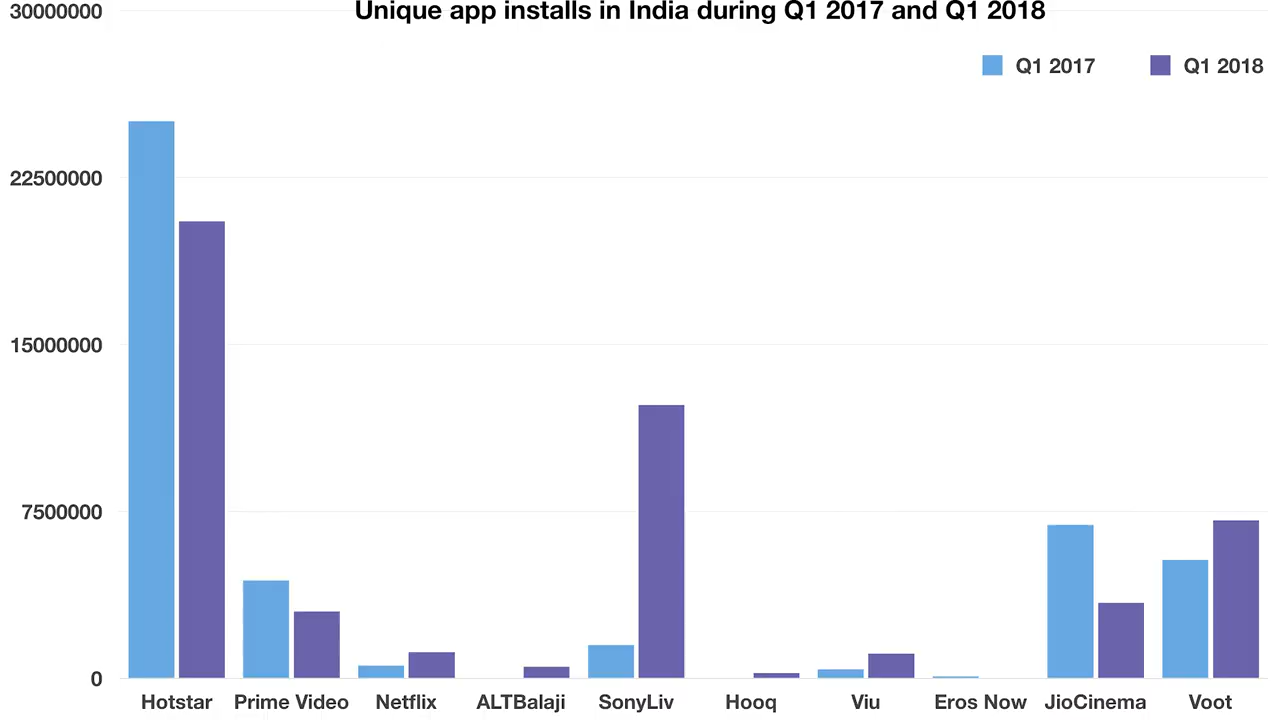 Unique app installs in India during Q1 2017 and Q1 2018
Q1 2017 Q1 2018
30000000
22500000
15000000
7500000
0
Hotstar Prime Video Netflix ALTBalaji SonyLiv Hooq Viu Eros Now JioCinema Voot